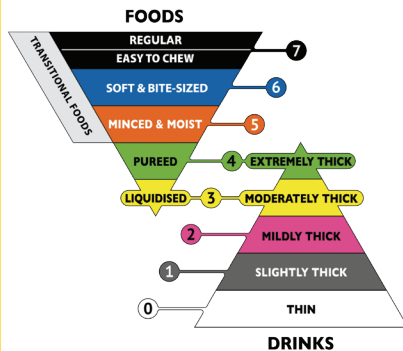 FOODS
REGULAR
7
EASY TO CHEW
TRANSITIONAL FOODS
SOFT & BITE-SIZED
6
MINCED & MOIST
5
PUREED
4
EXTREMELY THICK
LIQUIDISED
3
MODERATELY THICK
2
MILDLY THICK
1
SLIGHTLY THICK
0
THIN
DRINKS